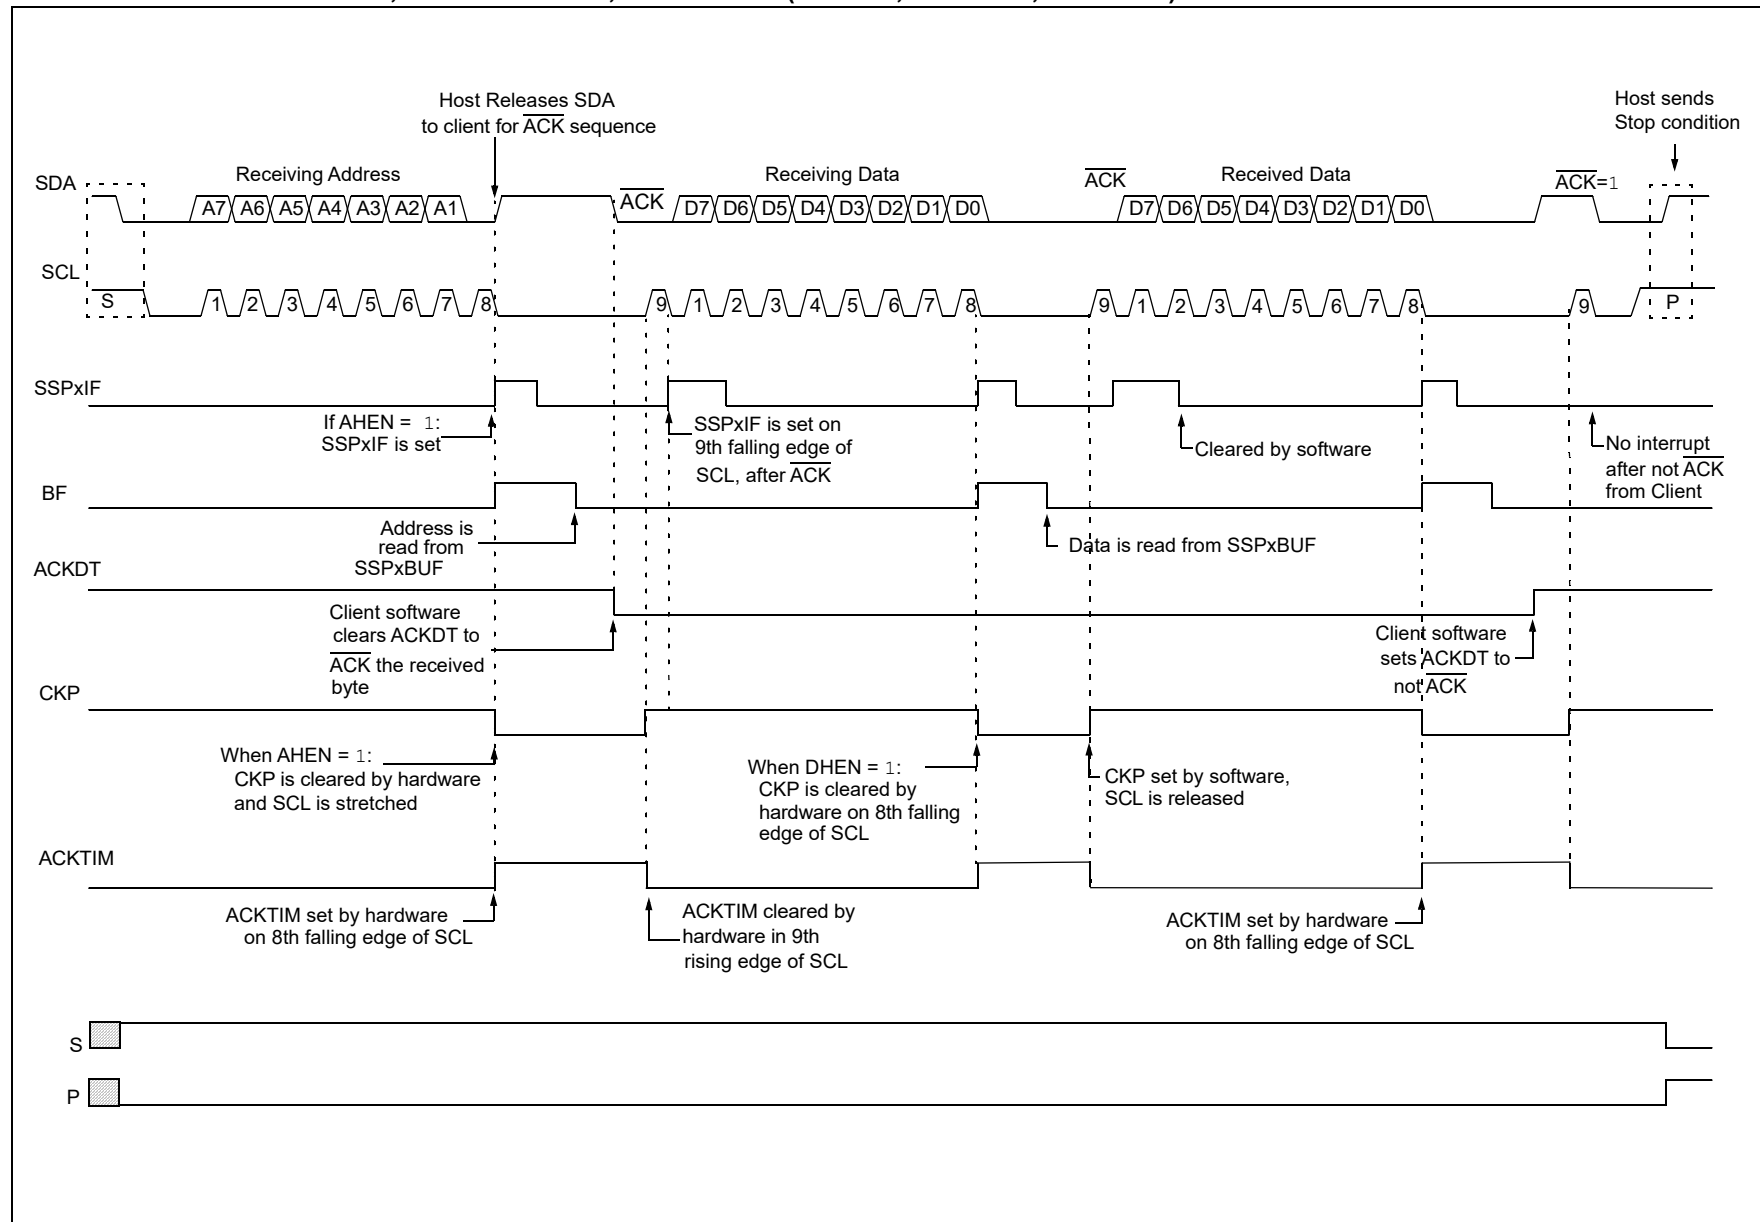 Host Releases SDA
to client for ACK sequence
Host sends
Stop condition
SDA
Receiving Address
ACK
Receiving Data
ACK
Received Data
ACK=1
A7 A6 A5 A4 A3 A2 A1
D7 D6 D5 D4 D3 D2 D1 D0
D7 D6 D5 D4 D3 D2 D1 D0
SCL
S
1 2 3 4 5 6 7 8
9 1 2 3 4 5 6 7 8
9 1 2 3 4 5 6 7 8
9
P
SSPxIF
If AHEN = 1:
SSPxIF is set
SSPxIF is set on
9th falling edge of
SCL, after ACK
Cleared by software
No interrupt
after not ACK
from Client
BF
Address is
read from
SSPxBUF
Data is read from SSPxBUF
ACKDT
Client software
clears ACKDT to
ACK the received
byte
Client software
sets ACKDT to
not ACK
CKP
When AHEN = 1:
CKP is cleared by hardware
and SCL is stretched
When DHEN = 1:
CKP is cleared by
hardware on 8th falling
edge of SCL
CKP set by software,
SCL is released
ACKTIM
ACKTIM set by hardware
on 8th falling edge of SCL
ACKTIM cleared by
hardware in 9th
rising edge of SCL
ACKTIM set by hardware
on 8th falling edge of SCL
S
P